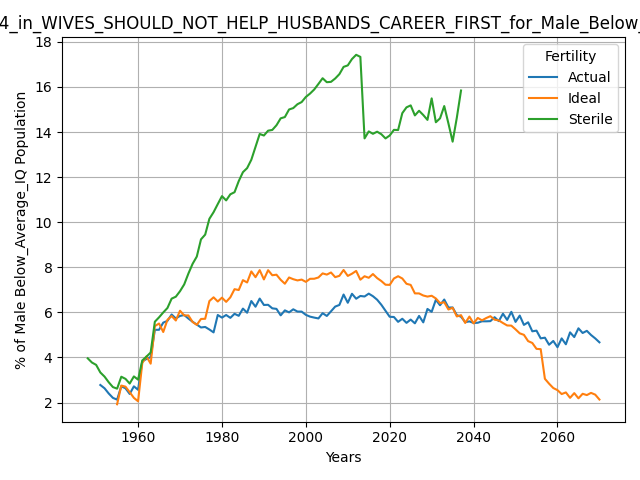 4_in_WIVES_SHOULD_NOT_HELP_HUSBANDS_CAREER_FIRST_for_Male_Below_
18
16
14
12
10
8
6
4
2
% of Male Below_Average_IQ Population
Fertility
Actual
Ideal
Sterile
1960
1980
2000
2020
2040
2060
Years